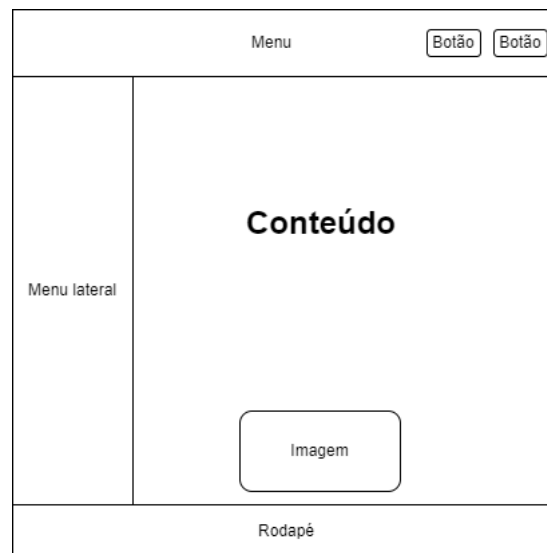 Menu
Botão
Botão
Conteúdo
Menu lateral
Imagem
Rodapé